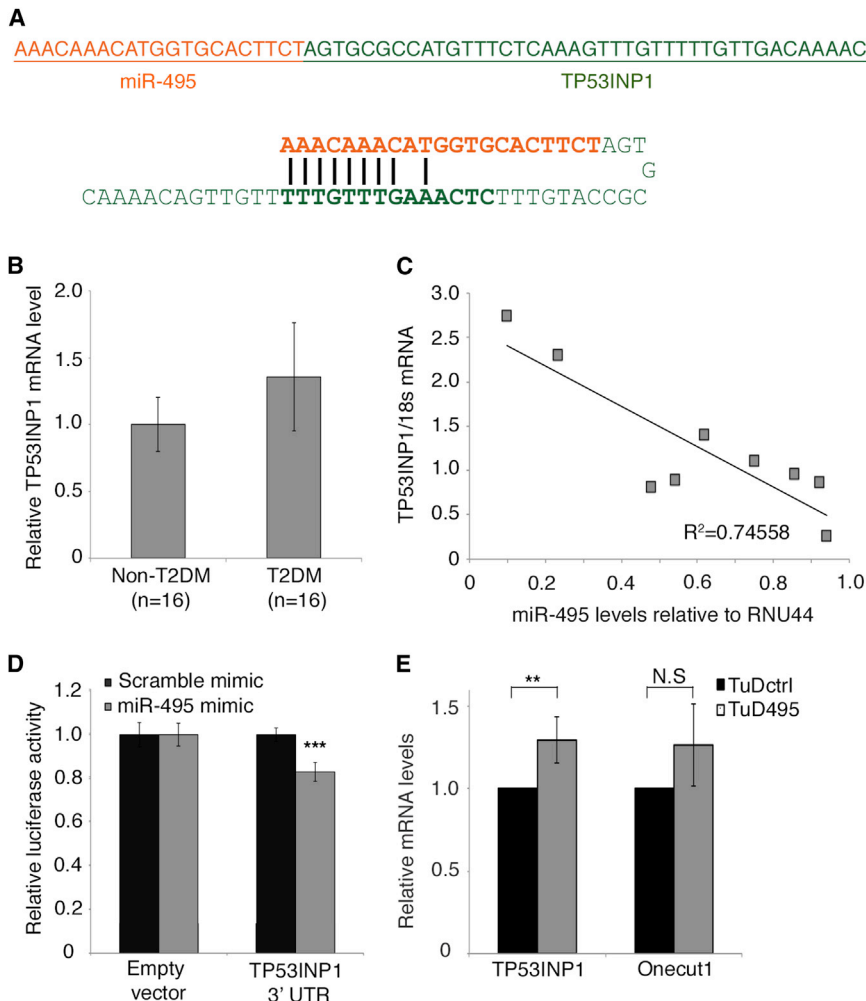 A
AAACAAACATGGTGCACTTCTAGTGCGCCATGTTTCTCAAAGTTTGTTTTTGTTGACAAAAC
miR-495 TP53INP1
AAACAAACATGGTGCACTTCTAGT
G
CAAAACAGTTGTTTTTGTTTGAAACTCTTTGTACCGC
B
Relative TP53INP1 mRNA level
2.0
1.5
1.0
0.5
0
Non-T2DM T2DM
(n=16) (n=16)
C
TP53INP1/18s mRNA
3.0
2.5
2.0
1.5
1.0
0.5
0
R²=0.74558
0 0.2 0.4 0.6 0.8 1.0
miR-495 levels relative to RNU44
D
Relative luciferase activity
Scramble mimic
miR-495 mimic
1.2
1.0
0.8
0.6
0.4
0.2
0
***
Empty TP53INP1
vector 3' UTR
E
Relative mRNA levels
** N.S
TuDctrl
TuD495
1.5
1.0
0.5
0
TP53INP1 Onecut1